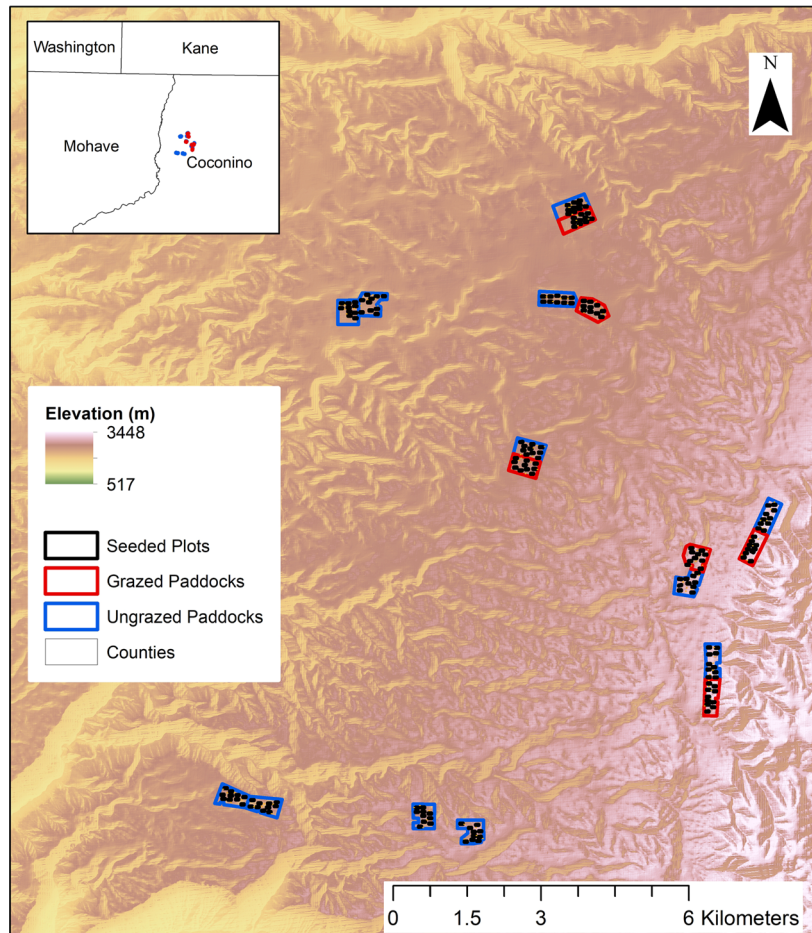 Washington
Kane
Mohave
Coconino
N
Elevation (m)
3448
517
Seeded Plots
Grazed Paddocks
Ungrazed Paddocks
Counties
0 1.5 3 6 Kilometers